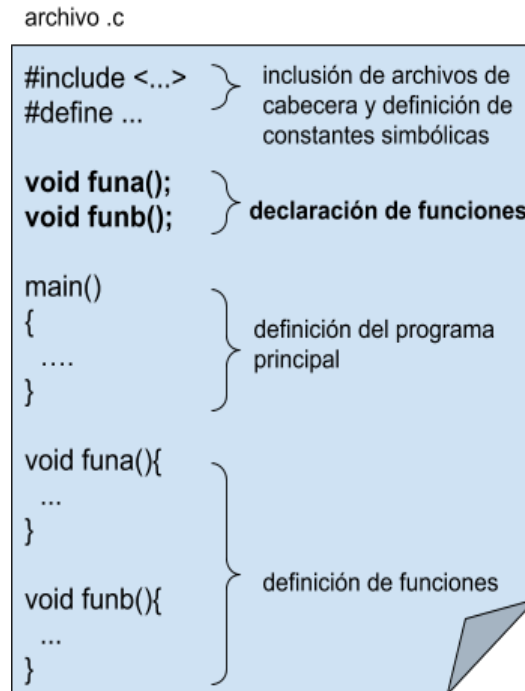 archivo .c
#include <...>
#define ...
inclusión de archivos de
cabecera y definición de
constantes simbólicas
void funa();
void funb();
declaración de funciones
main()
{
....
}
definición del programa
principal
void funa(){
...
}
void funb(){
...
}
definición de funciones